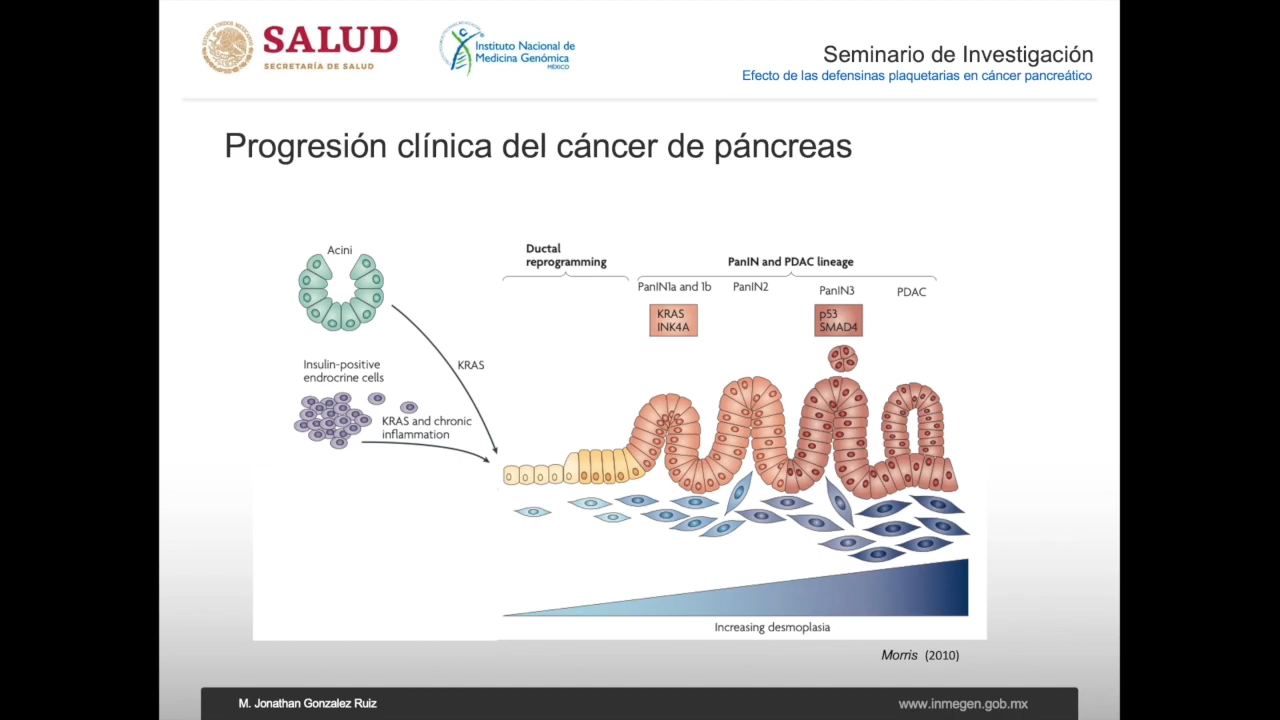 SALUD
SECRETARÍA DE SALUD
Instituto Nacional de
Medicina Genómica
MÉXICO
Seminario de Investigación
Efecto de las defensinas plaquetarias en cáncer pancreático
Progresión clínica del cáncer de páncreas
Acini
Ductal
reprogramming
PanIN and PDAC lineage
PanIN1a and 1b
PanIN2
PanIN3
PDAC
KRAS
INK4A
p53
SMAD4
Insulin-positive
endocrine cells
KRAS
KRAS and chronic
inflammation
Increasing desmoplasia
Morris (2010)
M. Jonathan Gonzalez Ruiz
www.inmegen.gob.mx